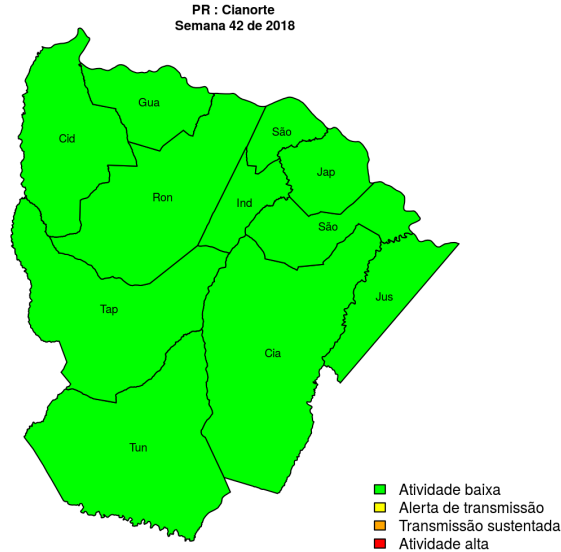 PR : Cianorte
Semana 42 de 2018
Gua
São
Cid
Jap
Ron
Ind
São
Jus
Tap
Cia
Tun
Atividade baixa
Alerta de transmissão
Transmissão sustentada
Atividade alta